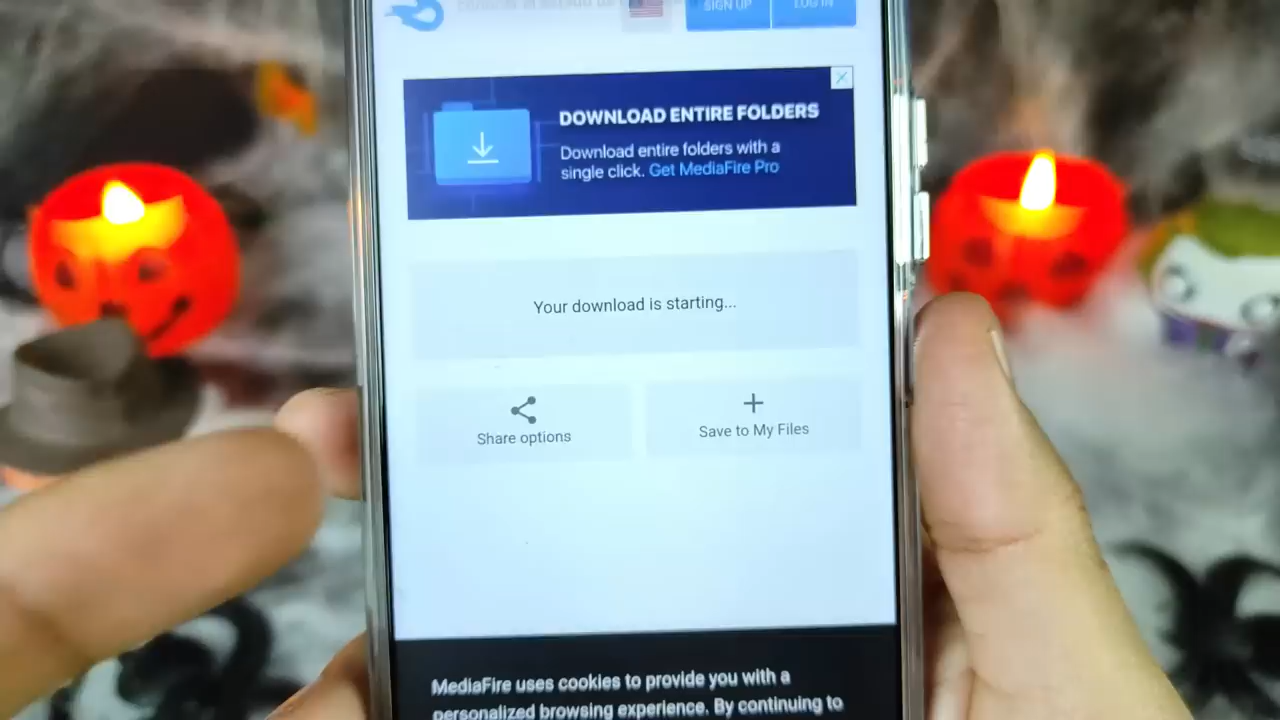 SIGN UP
LOG IN
DOWNLOAD ENTIRE FOLDERS
Download entire folders with a
single click. Get MediaFire Pro
Your download is starting...
Share options
Save to My Files
MediaFire uses cookies to provide you with a
personalized browsing experience. By continuing to